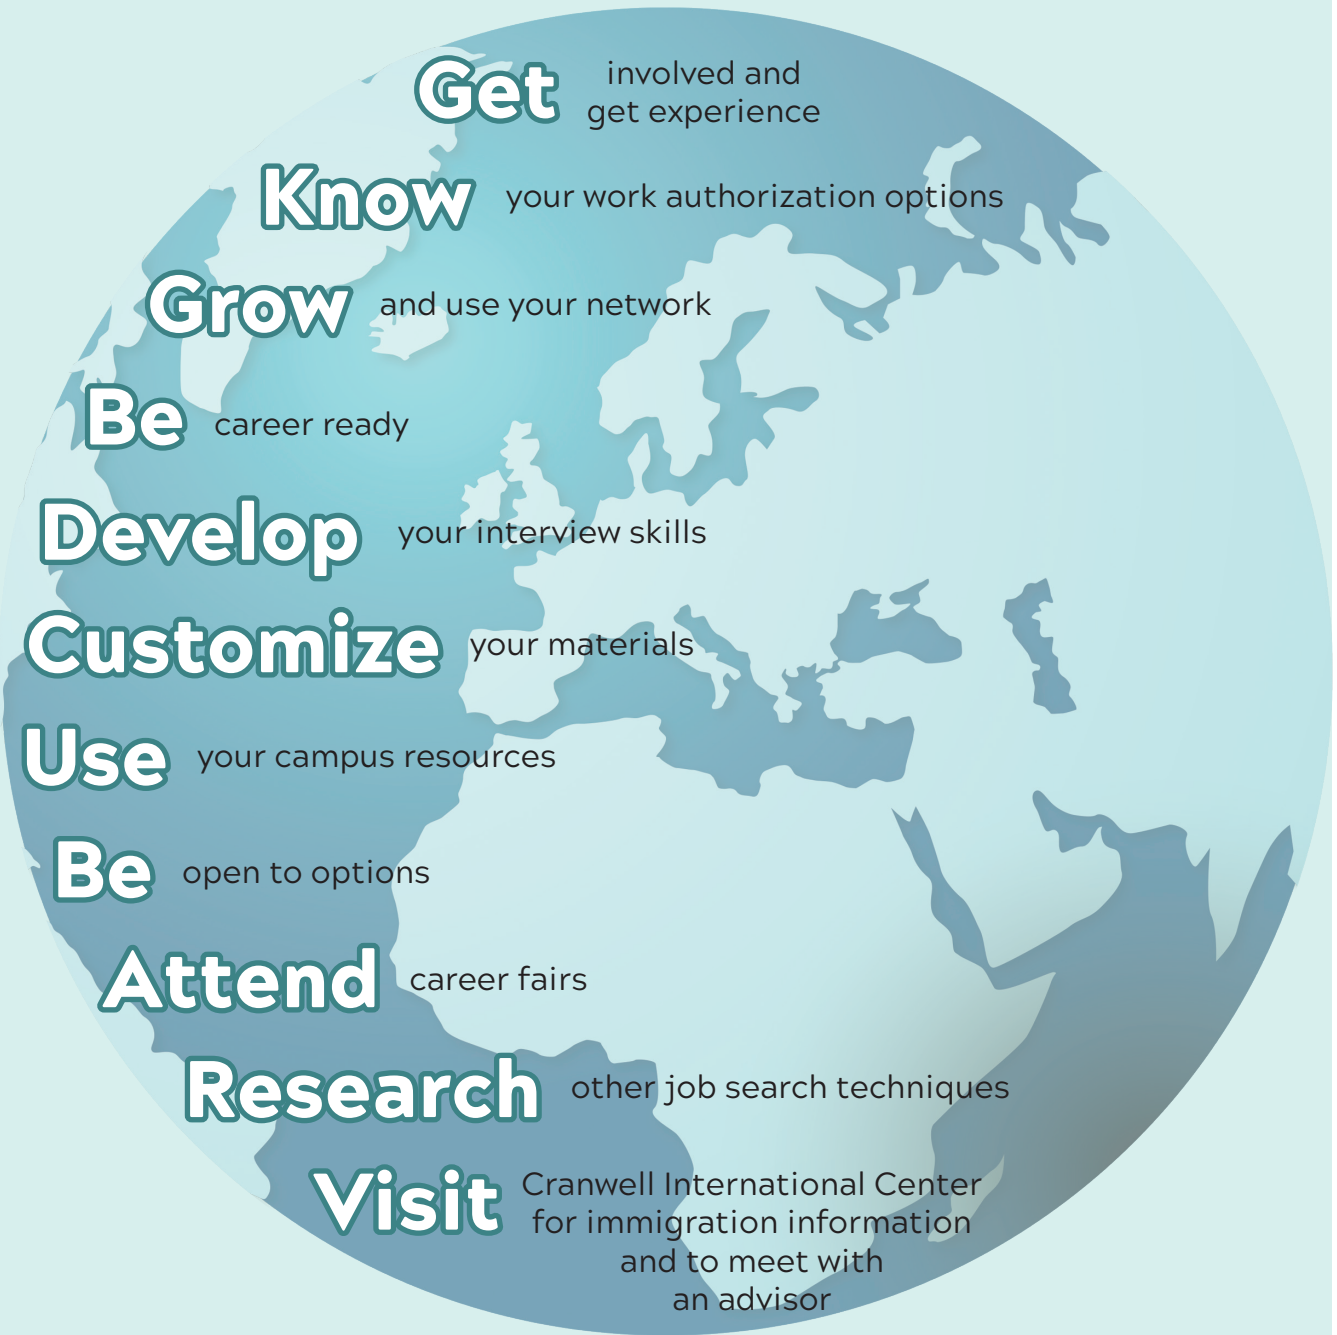 Get involved and
get experience
Know your work authorization options
Grow and use your network
Be career ready
Develop your interview skills
Customize your materials
Use your campus resources
Be open to options
Attend career fairs
Research other job search techniques
Visit Cranwell International Center
for immigration information
and to meet with
an advisor